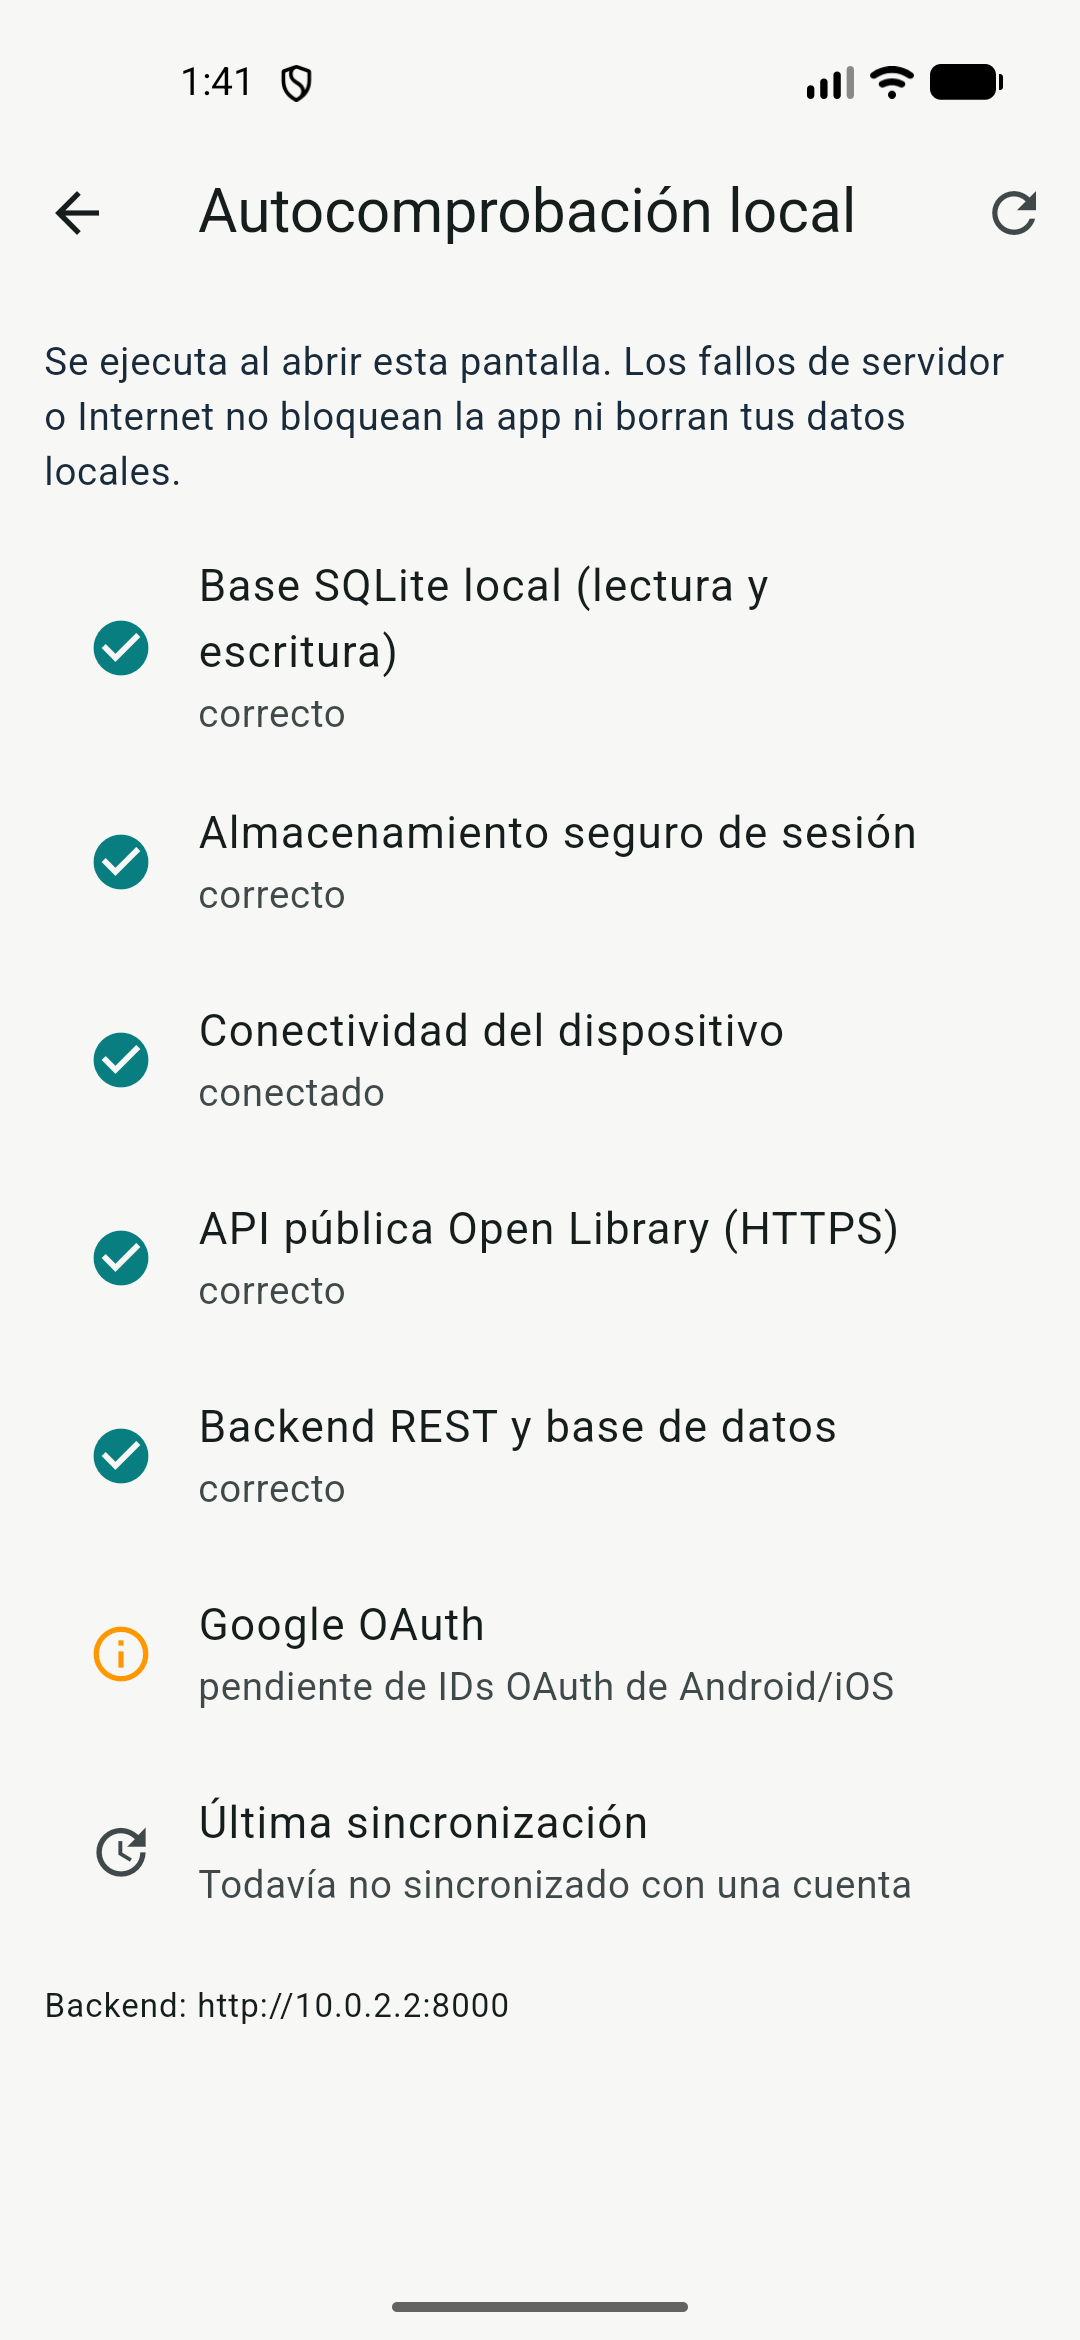 1:41
Autocomprobación local
Se ejecuta al abrir esta pantalla. Los fallos de servidor
o Internet no bloquean la app ni borran tus datos
locales.
Base SQLite local (lectura y
escritura)
correcto
Almacenamiento seguro de sesión
correcto
Conectividad del dispositivo
conectado
API pública Open Library (HTTPS)
correcto
Backend REST y base de datos
correcto
Google OAuth
pendiente de IDs OAuth de Android/iOS
Última sincronización
Todavía no sincronizado con una cuenta
Backend: http://10.0.2.2:8000